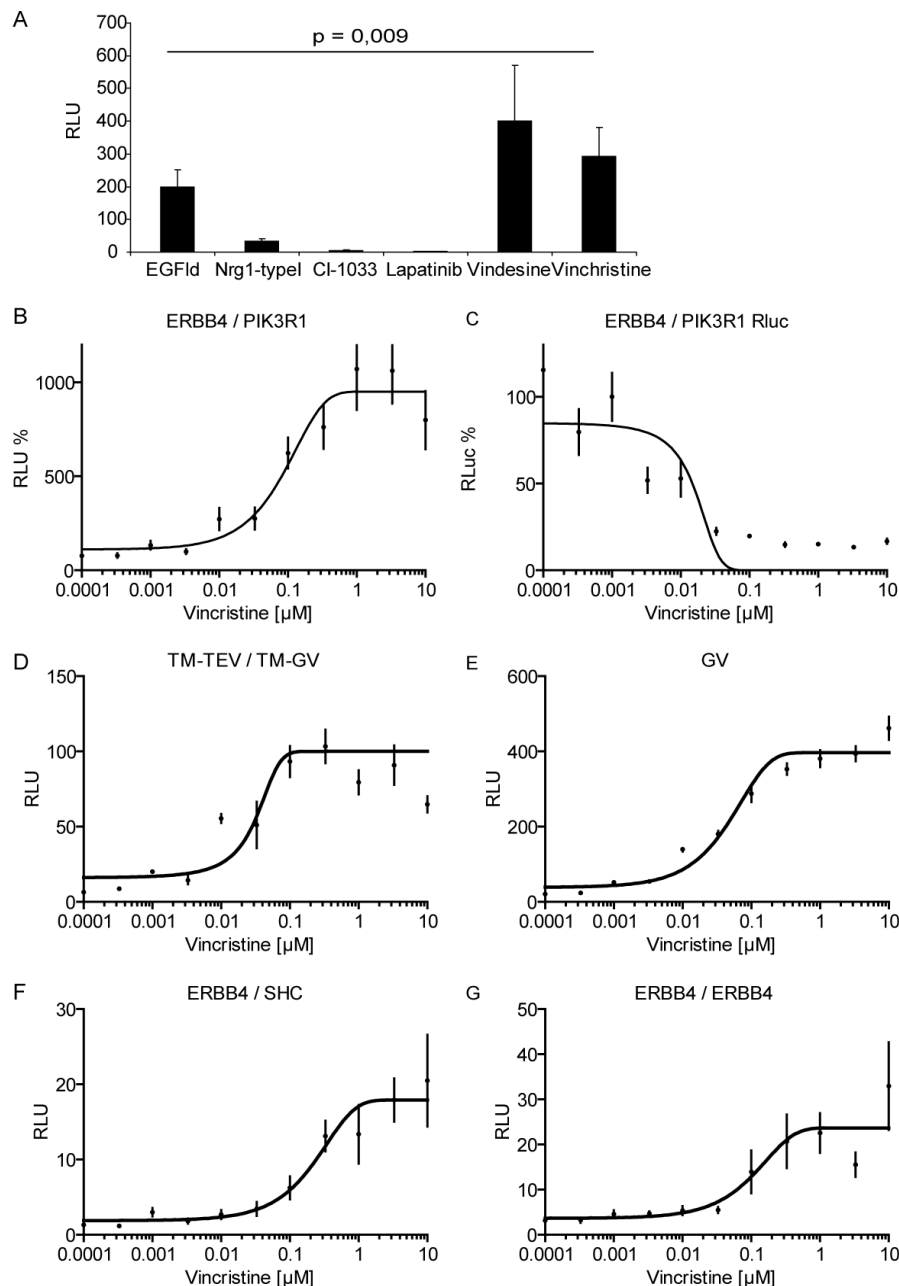 A
700
600
500
400
300
200
100
0
RLU
p = 0,009
EGFld Nrg1-typeI CI-1033 Lapatinib Vindesine Vinchristine
B
ERBB4 / PIK3R1
1000
500
0
RLU %
0.0001 0.001 0.01 0.1 1 10
Vincristine [µM]
C
ERBB4 / PIK3R1 Rluc
100
50
0
RLuc %
0.0001 0.001 0.01 0.1 1 10
Vincristine [µM]
D
TM-TEV / TM-GV
150
100
50
0
RLU
0.0001 0.001 0.01 0.1 1 10
Vincristine [µM]
E
GV
600
400
200
0
RLU
0.0001 0.001 0.01 0.1 1 10
Vincristine [µM]
F
ERBB4 / SHC
30
20
10
0
RLU
0.0001 0.001 0.01 0.1 1 10
Vincristine [µM]
G
ERBB4 / ERBB4
50
40
30
20
10
0
RLU
0.0001 0.001 0.01 0.1 1 10
Vincristine [µM]